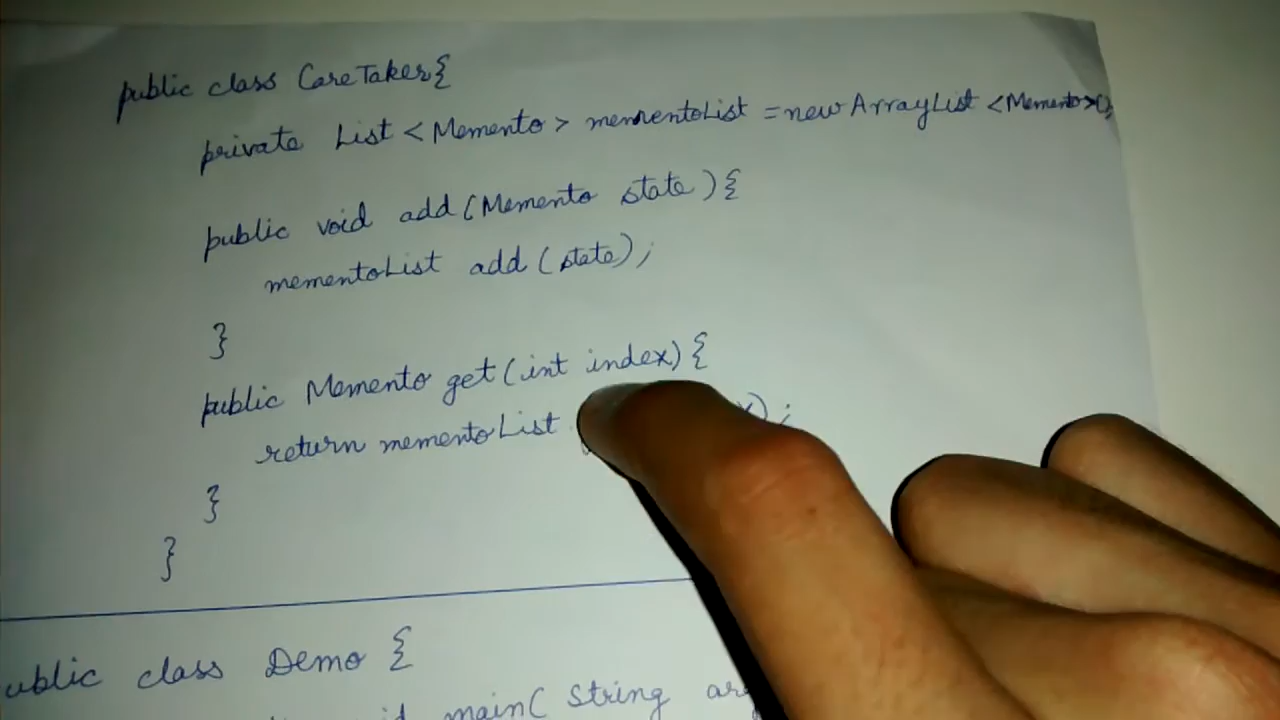 public class CareTaker{
private List <Memento> mementoList = new ArrayList <Memento>();
public void add (Memento state ){
mementoList add (state);
}
public Memento get (int index) {
return mementoList x);
}
}
public class Demo {
main( String